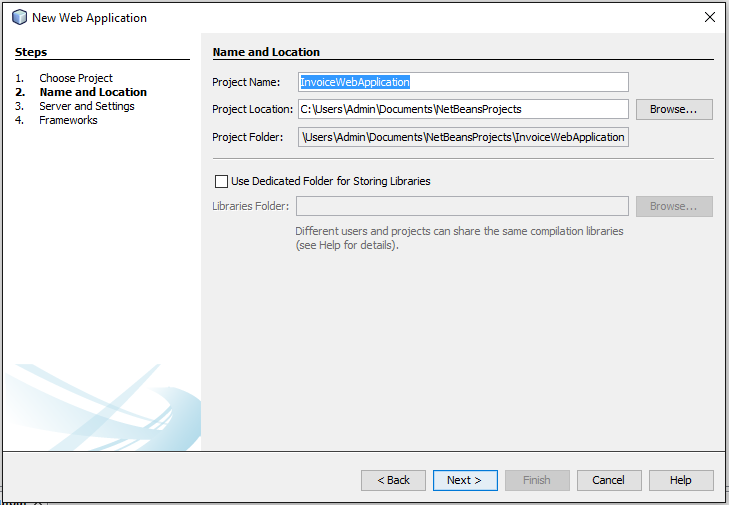 New Web Application
Steps
1. Choose Project
2. Name and Location
3. Server and Settings
4. Frameworks
Name and Location
Project Name: InvoiceWebApplication
Project Location: C:\Users\Admin\Documents\NetBeansProjects Browse...
Project Folder: \Users\Admin\Documents\NetBeansProjects\InvoiceWebApplication
Use Dedicated Folder for Storing Libraries
Libraries Folder: Browse...
Different users and projects can share the same compilation libraries
(see Help for details).
< Back Next > Finish Cancel Help